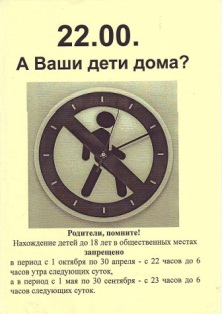 22.00.
А Ваши дети дома?
Родители, помните!
Нахождение детей до 18 лет в общественных местах
запрещено
в период с 1 октября по 30 апреля - с 22 часов до 6
часов утра следующих суток,
а в период с 1 мая по 30 сентября - с 23 часов до 6
часов следующих суток.